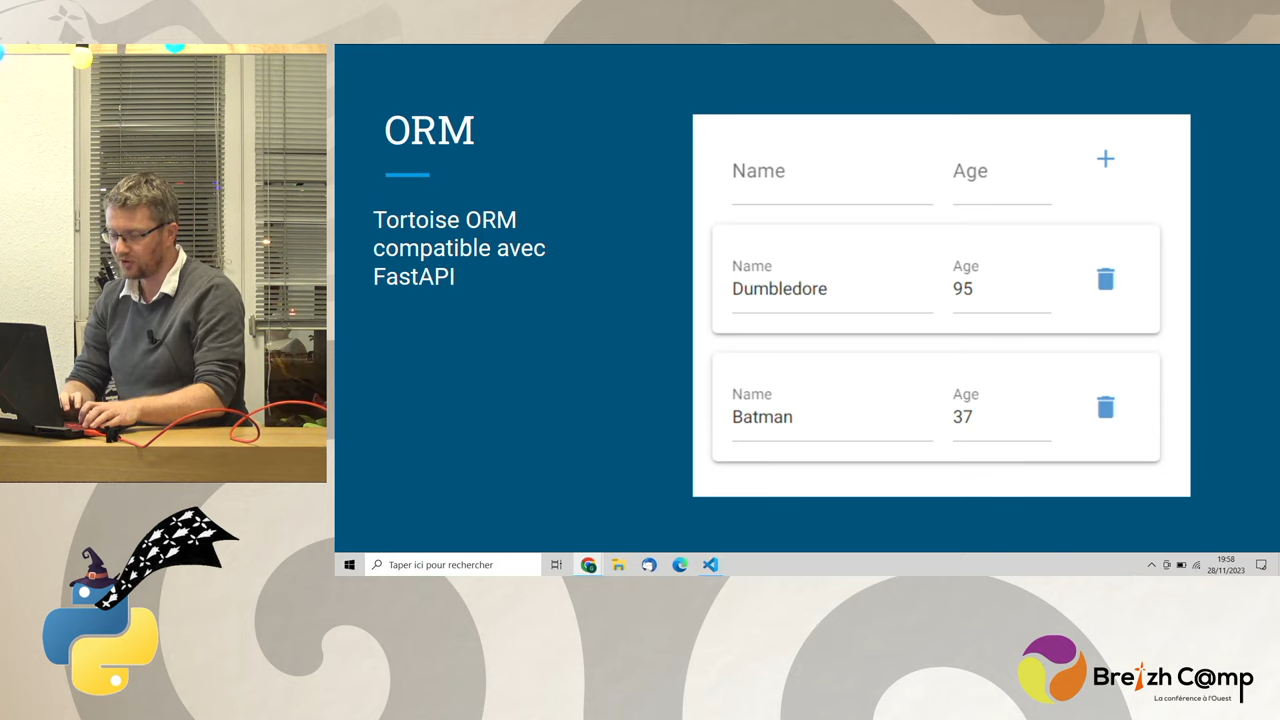 ORM
Tortoise ORM
compatible avec
FastAPI
Name
Age
Name
Age
Dumbledore
95
Name
Age
Batman
37
Taper ici pour rechercher
19:58
28/11/2023
Breizh C@mp
La conférence à l'Ouest